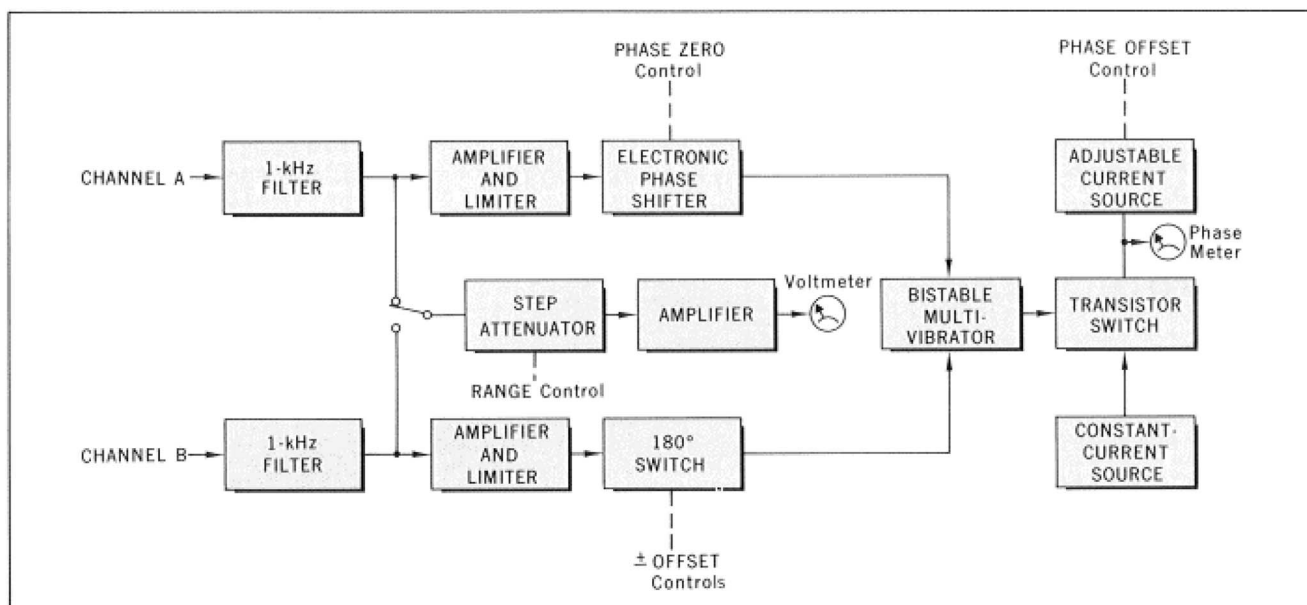 PHASE ZERO
Control
PHASE OFFSET
Control
CHANNEL A
1-kHz
FILTER
AMPLIFIER
AND
LIMITER
ELECTRONIC
PHASE
SHIFTER
ADJUSTABLE
CURRENT
SOURCE
Phase
Meter
STEP
ATTENUATOR
AMPLIFIER
Voltmeter
BISTABLE
MULTI-
VIBRATOR
TRANSISTOR
SWITCH
RANGE Control
CHANNEL B
1-kHz
FILTER
AMPLIFIER
AND
LIMITER
180°
SWITCH
CONSTANT-
CURRENT
SOURCE
± OFFSET
Controls